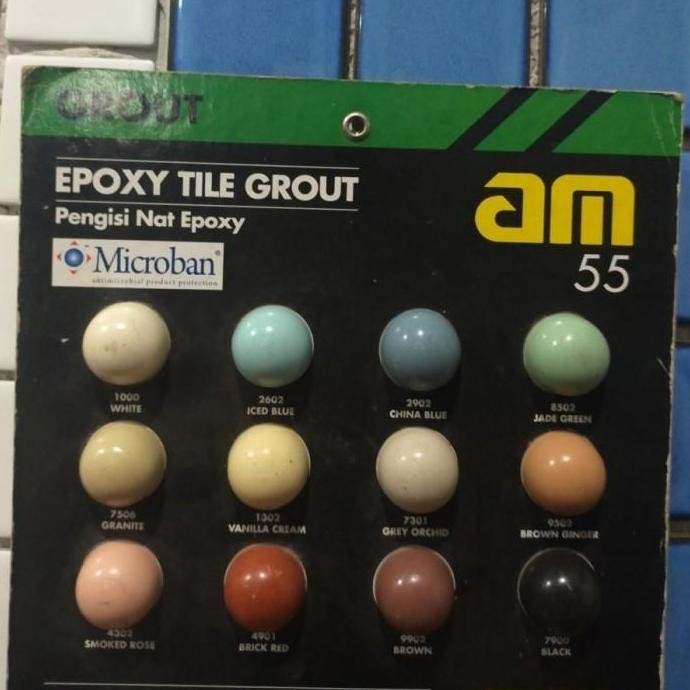 GROUT
EPOXY TILE GROUT
Pengisi Nat Epoxy
am
55
Microban®
antimicrobial product protection
1000
WHITE
2602
ICED BLUE
2902
CHINA BLUE
8502
JADE GREEN
7506
GRANITE
1302
VANILLA CREAM
7301
GREY ORCHID
9502
BROWN GINGER
4302
SMOKED ROSE
4901
BRICK RED
9902
BROWN
7900
BLACK